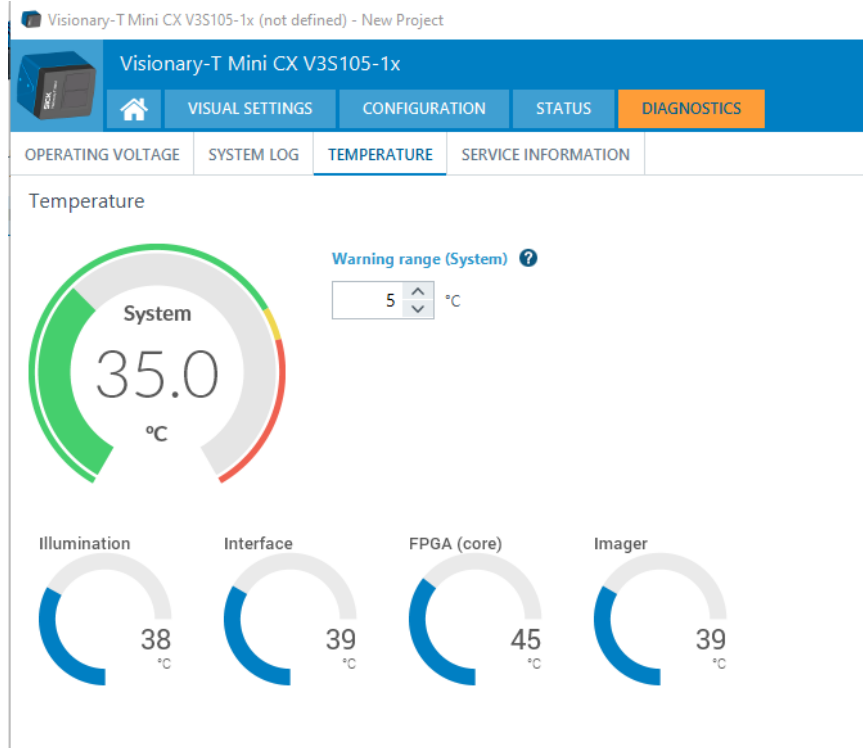 Visionary-T Mini CX V3S105-1x (not defined) - New Project
Visionary-T Mini CX V3S105-1x
SICK
VISUAL SETTINGS
CONFIGURATION
STATUS
DIAGNOSTICS
OPERATING VOLTAGE
SYSTEM LOG
TEMPERATURE
SERVICE INFORMATION
Temperature
Warning range (System) ?
5 °C
System
35.0
°C
Illumination
38
°C
Interface
39
°C
FPGA (core)
45
°C
Imager
39
°C